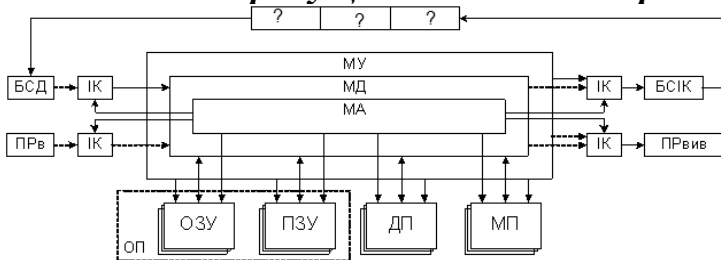 ? ? ?
МУ
МД
МА
БСД ІК ІК БСІК
ПРв ІК ІК ПРвив
ОЗУ ПЗУ ДП МП
ОП